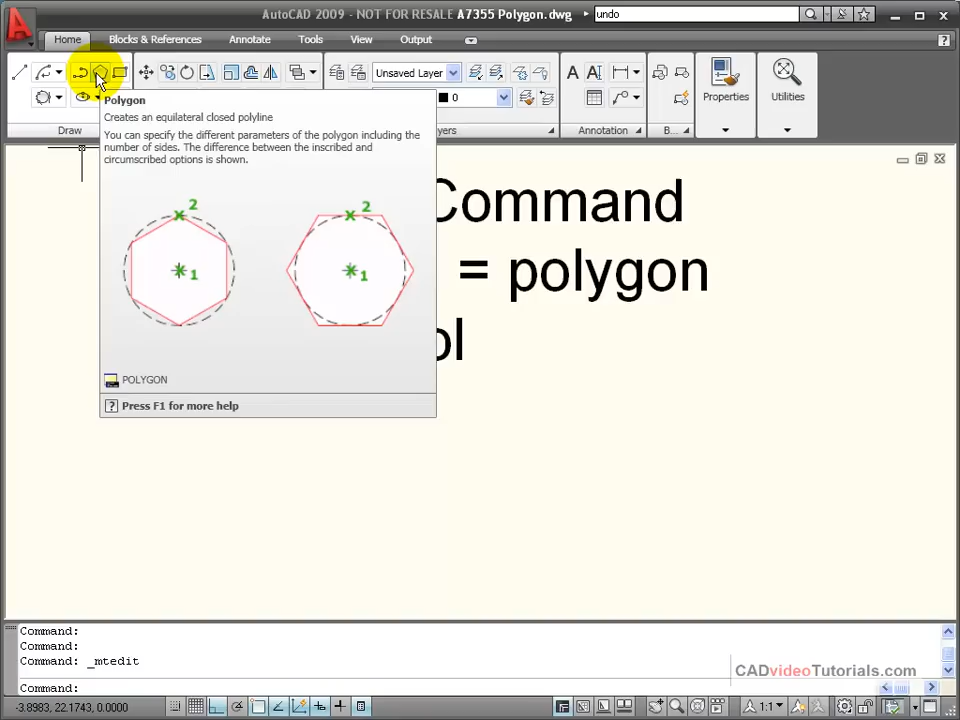 AutoCAD 2009 - NOT FOR RESALE A7355 Polygon.dwg
undo
Home
Blocks & References
Annotate
Tools
View
Output
Unsaved Layer
0
Properties
Utilities
Draw
yers
Annotation
B...
Polygon
Creates an equilateral closed polyline
You can specify the different parameters of the polygon including the
number of sides. The difference between the inscribed and
circumscribed options is shown.
2
1
2
1
POLYGON
Press F1 for more help
Command
= polygon
ol
Command:
Command:
Command: _mtedit
Command:
CADvideoTutorials.com
-3.8983, 22.1743, 0.0000
1:1